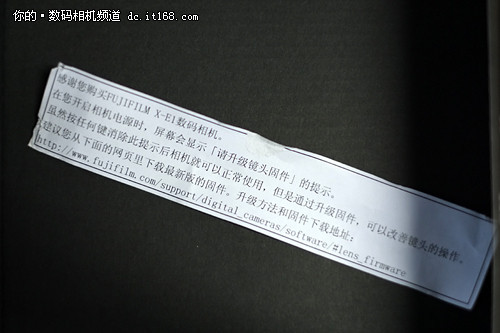 你的·数码相机频道 dc.it168.com
感谢您购买FUJIFILM X-E1数码相机。
在您开启相机电源时，屏幕会显示「请升级镜头固件」的提示。
虽然按任何键消除此提示后相机就可以正常使用，但是通过升级固件，可以改善镜头的操作。
建议您从下面的网页里下载最新版的固件。升级方法和固件下载地址：
http://www.fujifilm.com/support/digital_cameras/software/#lens_firmware